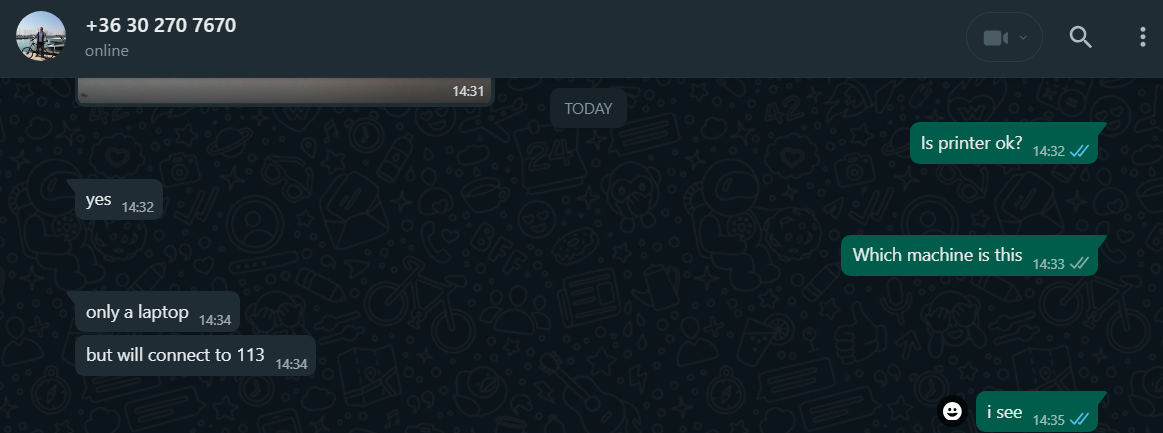 +36 30 270 7670
online
14:31
TODAY
Is printer ok? 14:32
yes 14:32
Which machine is this 14:33
only a laptop 14:34
but will connect to 113 14:34
i see 14:35